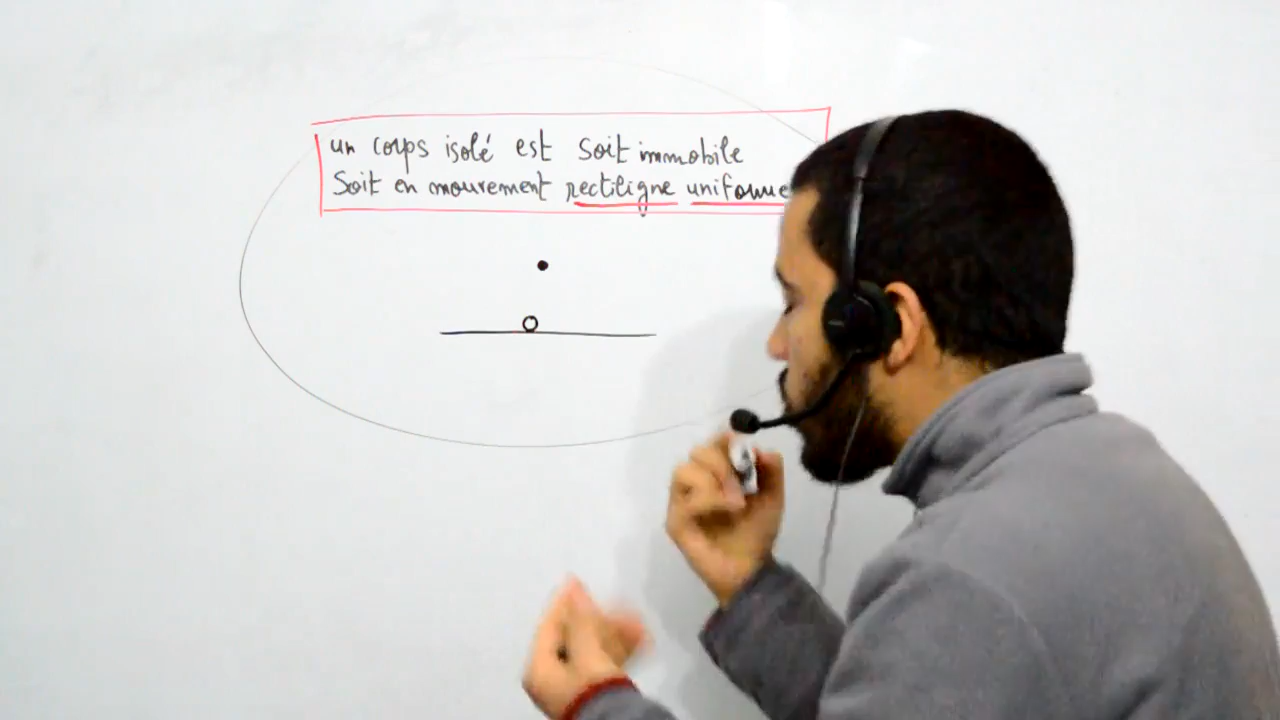 un corps isolé est soit immobile
Soit en mouvement rectiligne uniforme